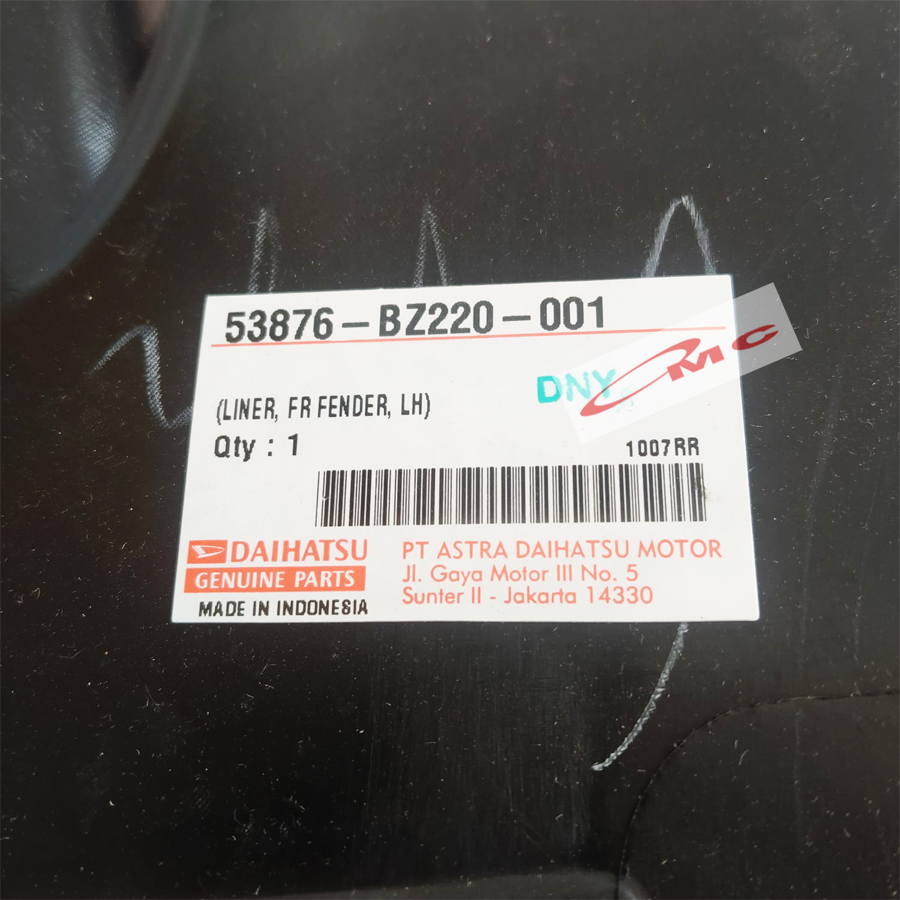 53876-BZ220-001
DNY
MC
(LINER, FR FENDER, LH)
Qty : 1
1007RR
DAIHATSU
GENUINE PARTS
MADE IN INDONESIA
PT ASTRA DAIHATSU MOTOR
Jl. Gaya Motor III No. 5
Sunter II - Jakarta 14330